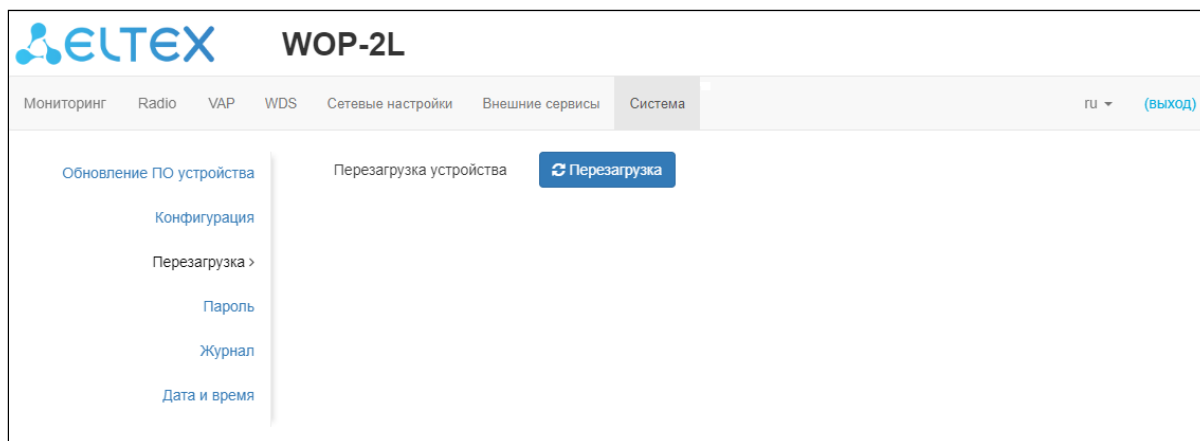 ELTEX WOP-2L
Мониторинг Radio VAP WDS Сетевые настройки Внешние сервисы Система ru (выход)
Обновление ПО устройства
Перезагрузка устройства Перезагрузка
Конфигурация
Перезагрузка >
Пароль
Журнал
Дата и время